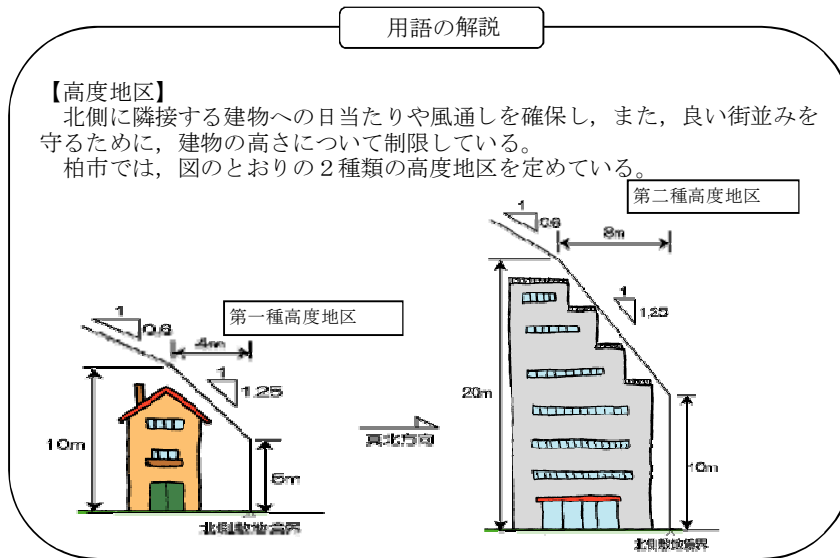 用語の解説
【高度地区】
北側に隣接する建物への日当たりや風通しを確保し，また，良い街並みを
守るために，建物の高さについて制限している。
柏市では，図のとおりの２種類の高度地区を定めている。
第二種高度地区
1
0.6
8m
1
1.25
20m
10m
北側敷地境界
第一種高度地区
1
0.6
4m
1
1.25
10m
5m
北側敷地境界
真北方向